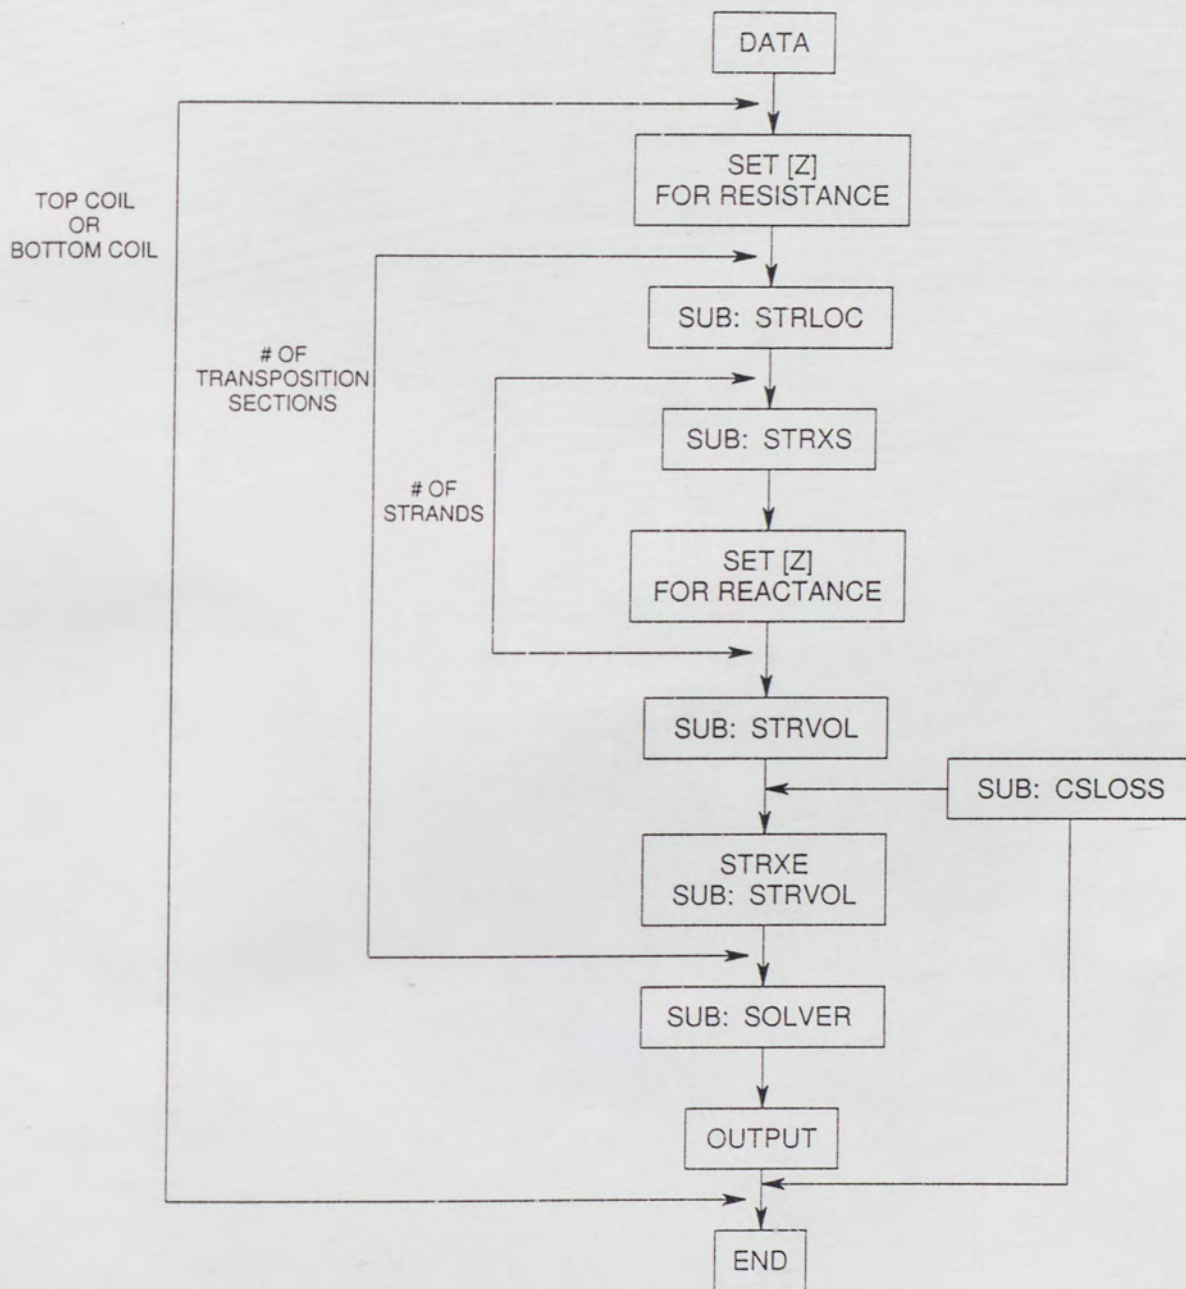 DATA
TOP COIL
OR
BOTTOM COIL
SET [Z]
FOR RESISTANCE
SUB: STRLOC
# OF
TRANSPOSITION
SECTIONS
SUB: STRXS
# OF
STRANDS
SET [Z]
FOR REACTANCE
SUB: STRVOL
SUB: CSLOSS
STRXE
SUB: STRVOL
SUB: SOLVER
OUTPUT
END